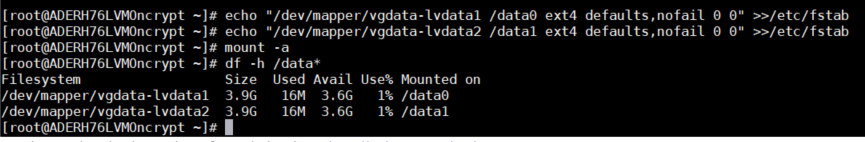 [root@ADERH76LVMOncrypt ~]# echo "/dev/mapper/vgdata-lvdata1 /data0 ext4 defaults,nofail 0 0" >>/etc/fstab
[root@ADERH76LVMOncrypt ~]# echo "/dev/mapper/vgdata-lvdata2 /data1 ext4 defaults,nofail 0 0" >>/etc/fstab
[root@ADERH76LVMOncrypt ~]# mount -a
[root@ADERH76LVMOncrypt ~]# df -h /data*
Filesystem                  Size  Used Avail Use% Mounted on
/dev/mapper/vgdata-lvdata1  3.9G   16M  3.6G   1% /data0
/dev/mapper/vgdata-lvdata2  3.9G   16M  3.6G   1% /data1
[root@ADERH76LVMOncrypt ~]#